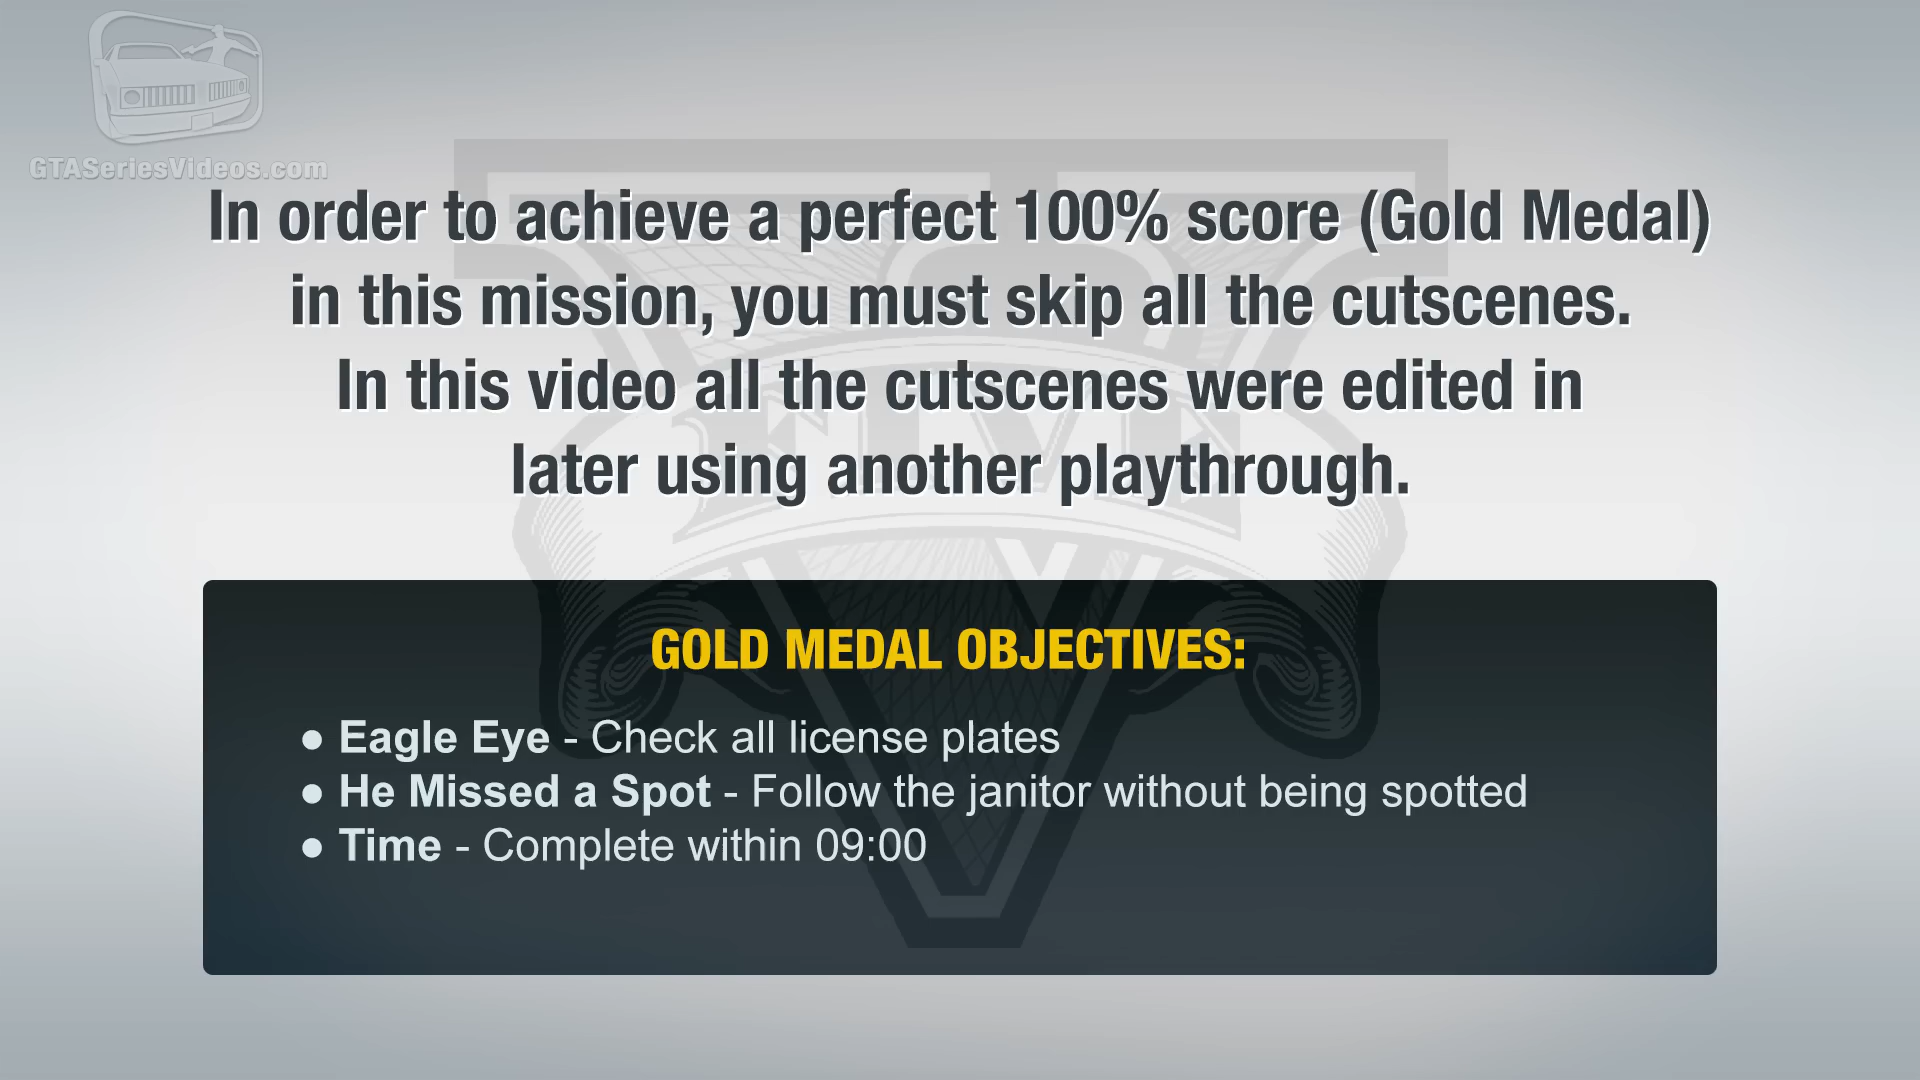 GTASeriesVideos.com
In order to achieve a perfect 100% score (Gold Medal)
in this mission, you must skip all the cutscenes.
In this video all the cutscenes were edited in
later using another playthrough.
FIVE
GOLD MEDAL OBJECTIVES:
● Eagle Eye - Check all license plates
● He Missed a Spot - Follow the janitor without being spotted
● Time - Complete within 09:00